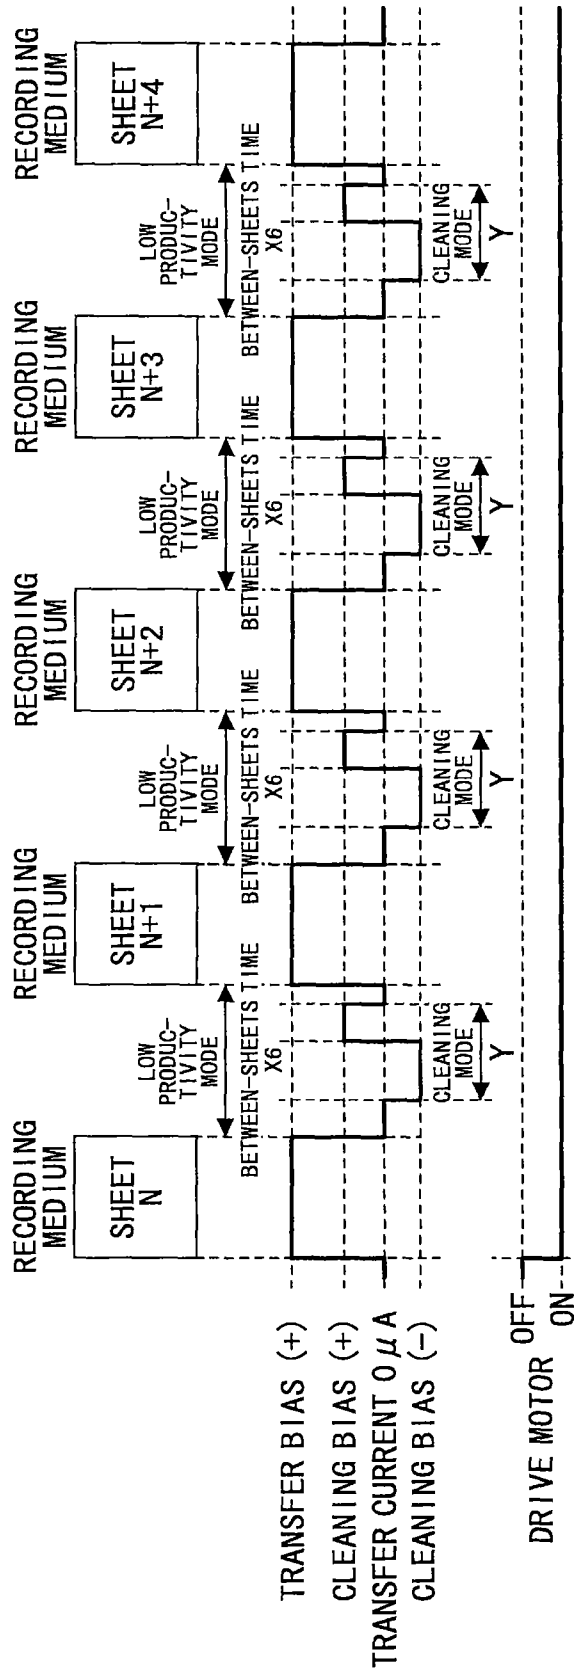 RECORDING
MEDIUM
SHEET
N
RECORDING
MEDIUM
SHEET
N+1
RECORDING
MEDIUM
SHEET
N+2
RECORDING
MEDIUM
SHEET
N+3
RECORDING
MEDIUM
SHEET
N+4
LOW
PRODUC-
TIVITY
MODE
LOW
PRODUC-
TIVITY
MODE
LOW
PRODUC-
TIVITY
MODE
LOW
PRODUC-
TIVITY
MODE
BETWEEN-SHEETS TIME
X6
BETWEEN-SHEETS TIME
X6
BETWEEN-SHEETS TIME
X6
BETWEEN-SHEETS TIME
X6
TRANSFER BIAS (+)
CLEANING BIAS (+)
TRANSFER CURRENT 0μA
CLEANING BIAS (-)
CLEANING
MODE
Y
CLEANING
MODE
Y
CLEANING
MODE
Y
CLEANING
MODE
Y
OFF
DRIVE MOTOR
ON